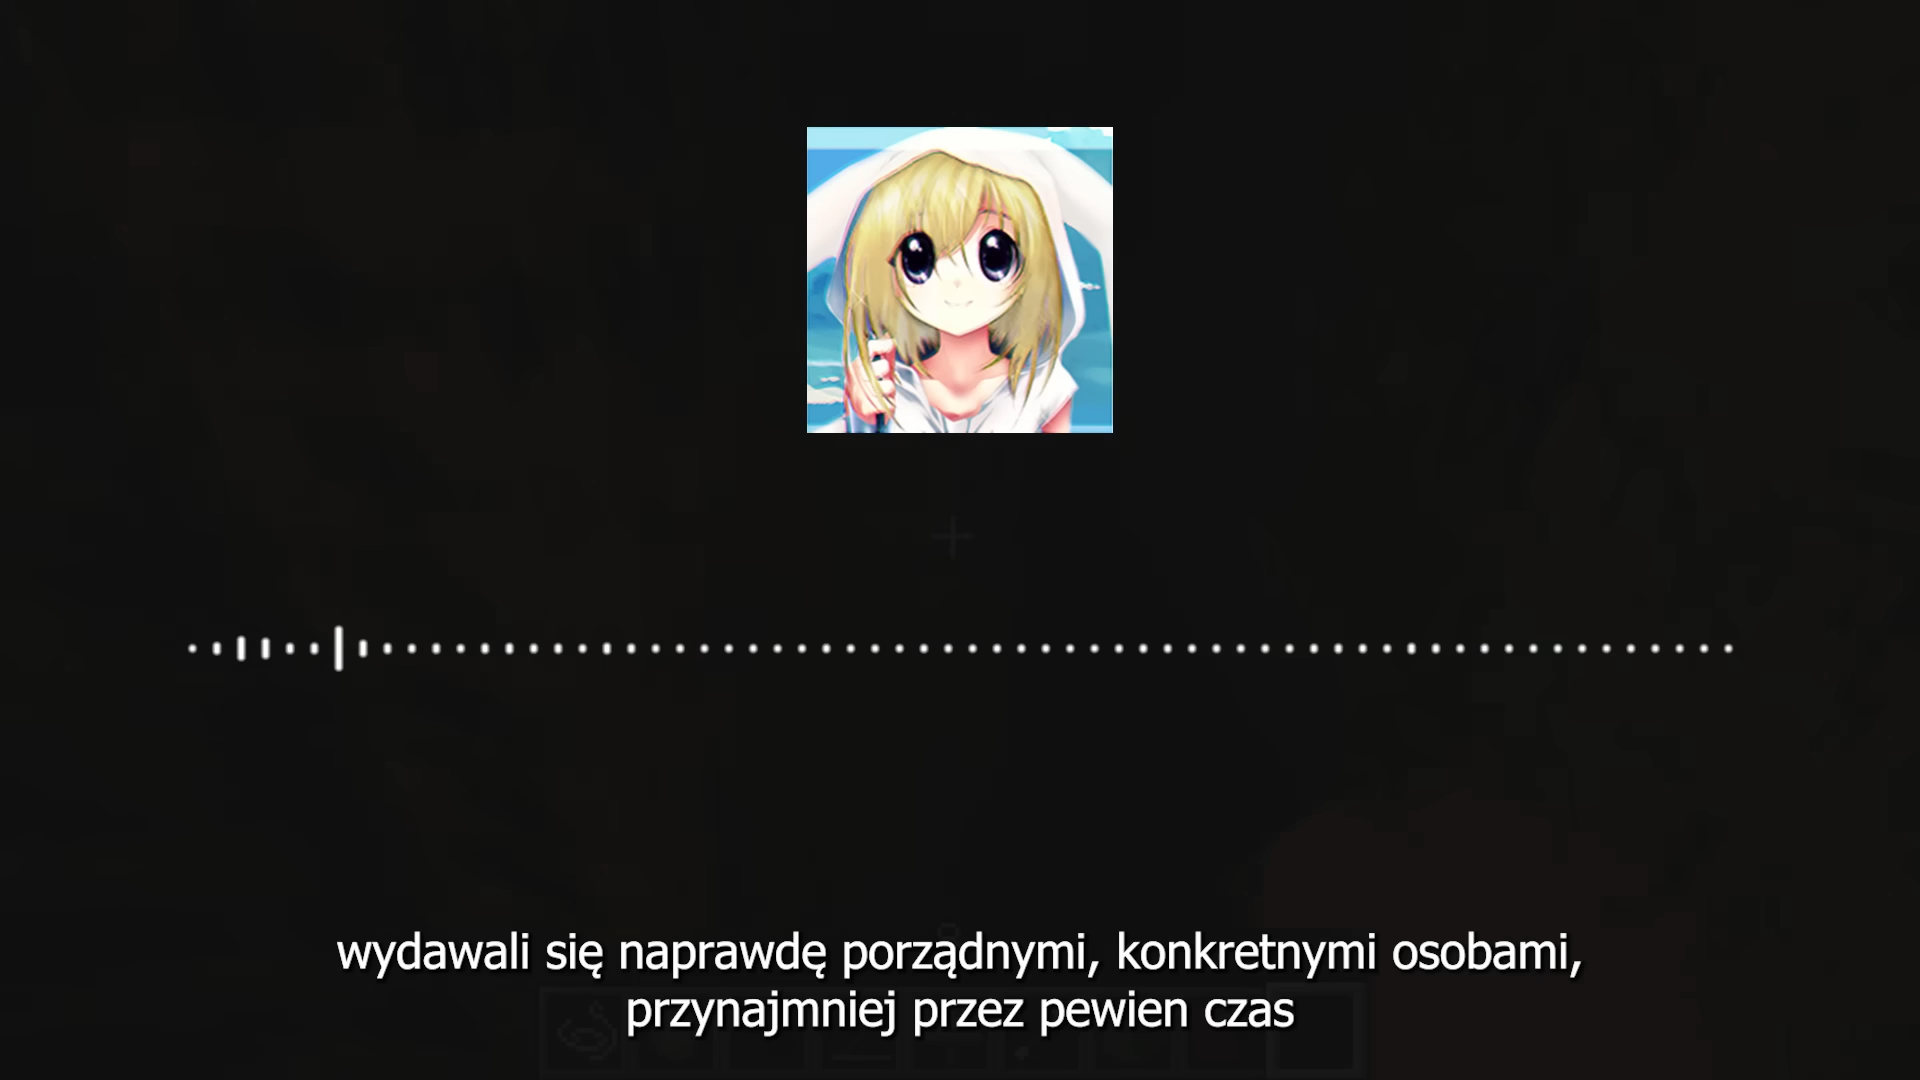 wydawali się naprawdę porządnymi, konkretnymi osobami,
przynajmniej przez pewien czas